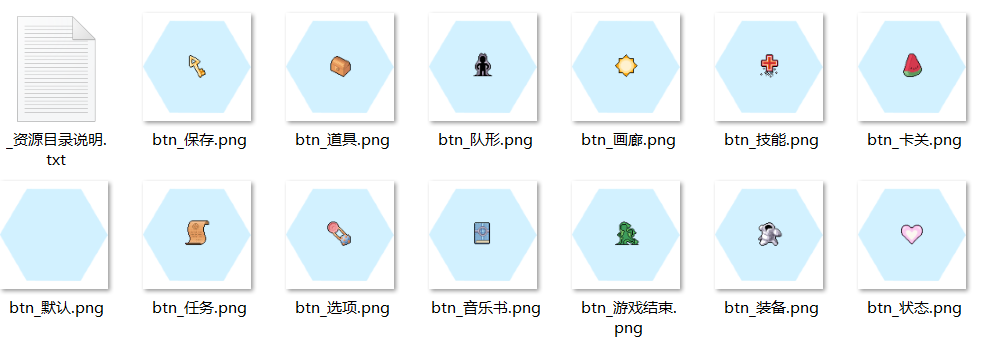 _资源目录说明.
txt
btn_保存.png
btn_道具.png
btn_队形.png
btn_画廊.png
btn_技能.png
btn_卡关.png
btn_默认.png
btn_任务.png
btn_选项.png
btn_音乐书.png
btn_游戏结束.
png
btn_装备.png
btn_状态.png